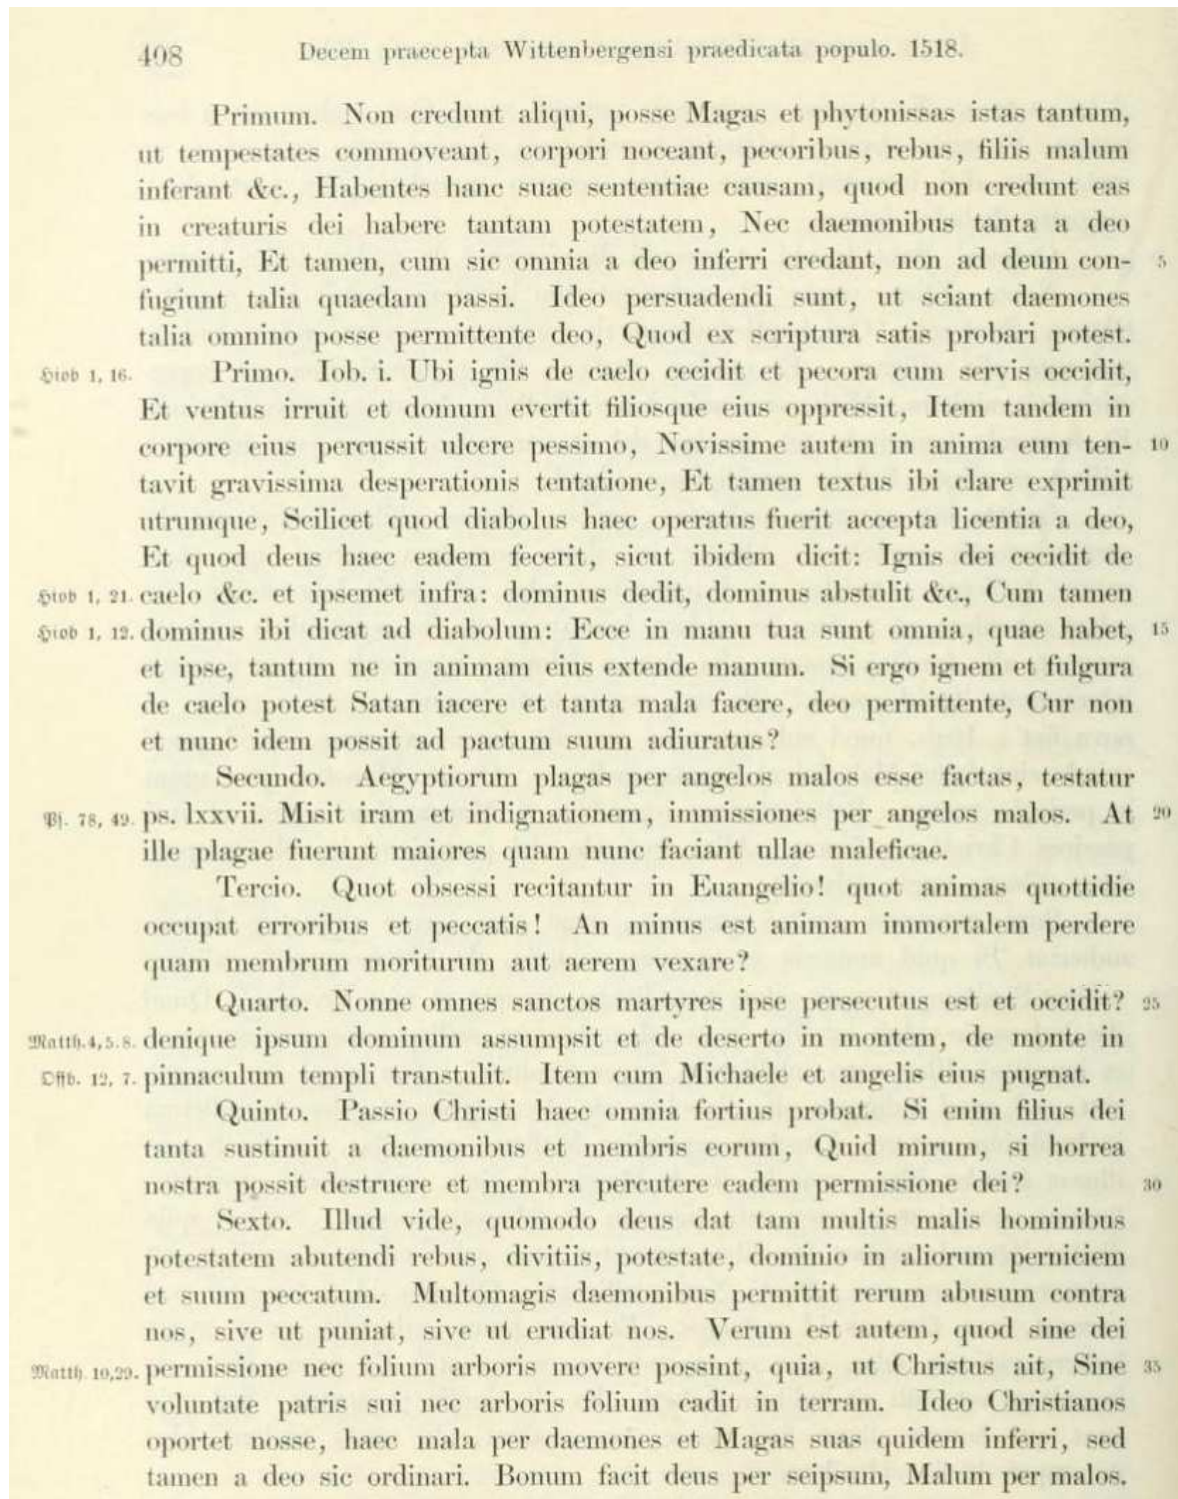 408 Decem praecepta Wittenbergensi praedicata populo. 1518.
Primum. Non credunt aliqui, posse Magas et phytonissas istas tantum,
ut tempestates commoveant, corpori noceant, pecoribus, rebus, filiis malum
inferant &c., Habentes hanc suae sententiae causam, quod non credunt eas
in creaturis dei habere tantam potestatem, Nec daemonibus tanta a deo
permitti, Et tamen, cum sic omnia a deo inferri credant, non ad deum con- 5
fugiunt talia quaedam passi. Ideo persuadendi sunt, ut sciant daemones
talia omnino posse permittente deo, Quod ex scriptura satis probari potest.
Hiob 1, 16. Primo. Iob. i. Ubi ignis de caelo cecidit et pecora cum servis occidit,
Et ventus irruit et domum evertit filiosque eius oppressit, Item tandem in
corpore eius percussit ulcere pessimo, Novissime autem in anima eum ten- 10
tavit gravissima desperationis tentatione, Et tamen textus ibi clare exprimit
utrumque, Scilicet quod diabolus haec operatus fuerit accepta licentia a deo,
Et quod deus haec eadem fecerit, sicut ibidem dicit: Ignis dei cecidit de
Hiob 1, 21. caelo &c. et ipsemet infra: dominus dedit, dominus abstulit &c., Cum tamen
Hiob 1, 12. dominus ibi dicat ad diabolum: Ecce in manu tua sunt omnia, quae habet, 15
et ipse, tantum ne in animam eius extende manum. Si ergo ignem et fulgura
de caelo potest Satan iacere et tanta mala facere, deo permittente, Cur non
et nunc idem possit ad pactum suum adiuratus?
Secundo. Aegyptiorum plagas per angelos malos esse factas, testatur
Ps. 78, 49. ps. lxxvii. Misit iram et indignationem, immissiones per angelos malos. At 20
ille plagae fuerunt maiores quam nunc faciant ullae maleficae.
Tercio. Quot obsessi recitantur in Euangelio! quot animas quottidie
occupat erroribus et peccatis! An minus est animam immortalem perdere
quam membrum moriturum aut aerem vexare?
Quarto. Nonne omnes sanctos martyres ipse persecutus est et occidit? 25
Matth. 4, 5. 8. denique ipsum dominum assumpsit et de deserto in montem, de monte in
Offb. 12, 7. pinnaculum templi transtulit. Item cum Michaele et angelis eius pugnat.
Quinto. Passio Christi haec omnia fortius probat. Si enim filius dei
tanta sustinuit a daemonibus et membris eorum, Quid mirum, si horrea
nostra possit destruere et membra percutere eadem permissione dei? 30
Sexto. Illud vide, quomodo deus dat tam multis malis hominibus
potestatem abutendi rebus, divitiis, potestate, dominio in aliorum perniciem
et suum peccatum. Multomagis daemonibus permittit rerum abusum contra
nos, sive ut puniat, sive ut erudiat nos. Verum est autem, quod sine dei
Matth. 10,29. permissione nec folium arboris movere possint, quia, ut Christus ait, Sine 35
voluntate patris sui nec arboris folium cadit in terram. Ideo Christianos
oportet nosse, haec mala per daemones et Magas suas quidem inferri, sed
tamen a deo sic ordinari. Bonum facit deus per seipsum, Malum per malos.